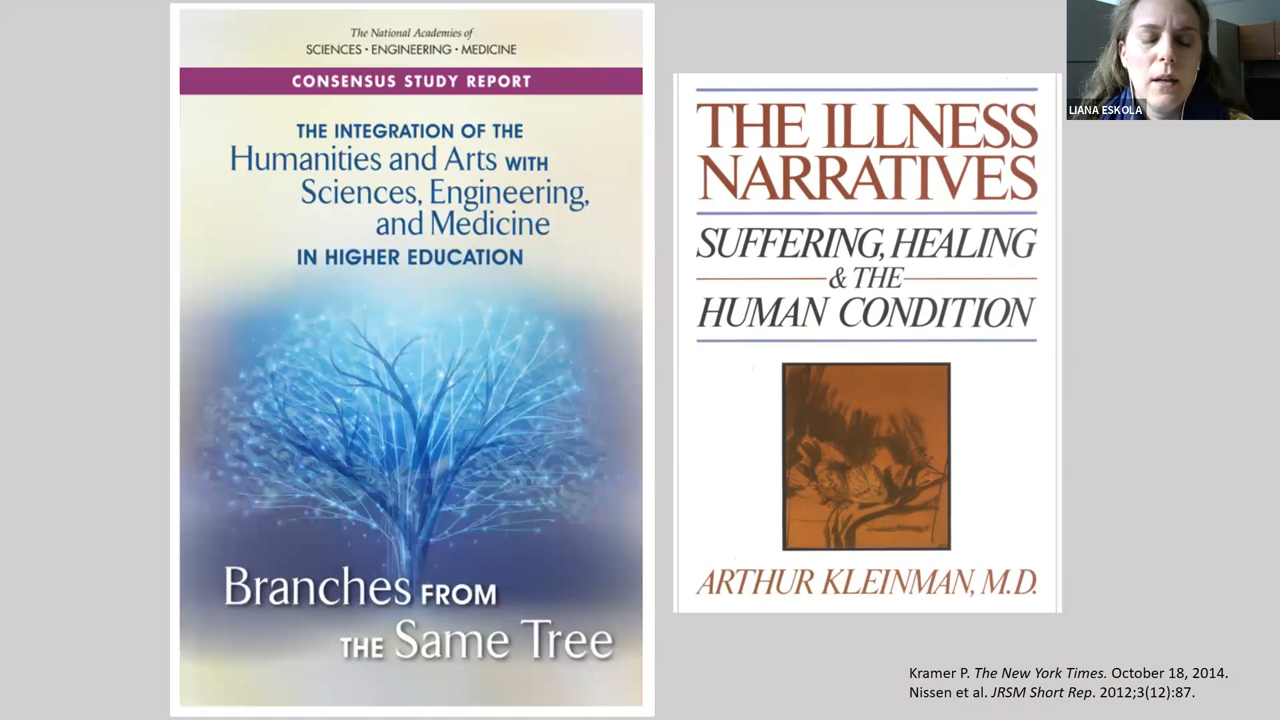 The National Academies of
SCIENCES • ENGINEERING • MEDICINE
CONSENSUS STUDY REPORT
THE INTEGRATION OF THE
Humanities and Arts WITH
Sciences, Engineering,
and Medicine
IN HIGHER EDUCATION
Branches FROM
THE Same Tree
THE ILLNESS
NARRATIVES
SUFFERING, HEALING
& THE
HUMAN CONDITION
ARTHUR KLEINMAN, M.D.
LIANA ESKOLA
Kramer P. The New York Times. October 18, 2014.
Nissen et al. JRSM Short Rep. 2012;3(12):87.